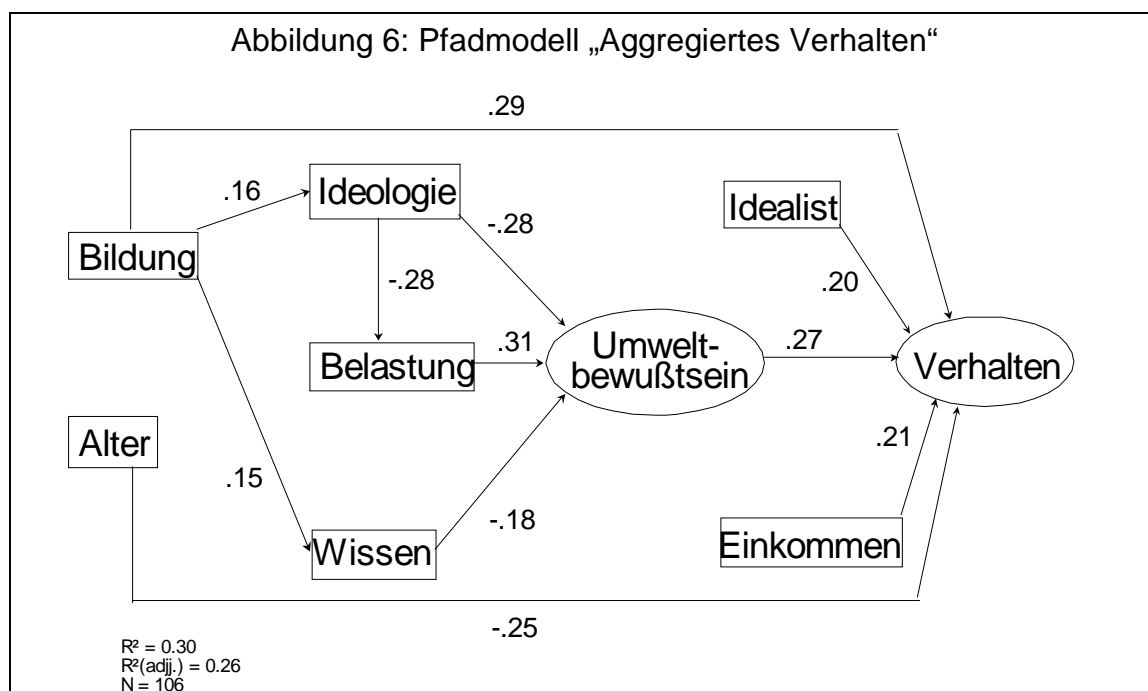 Abbildung 6: Pfadmodell „Aggregiertes Verhalten“
.29
.16
Ideologie
-.28
Idealist
Bildung
-.28
.20
.31
Umwelt-
bewußtsein
.27
Belastung
Verhalten
Alter
.21
.15
-.18
Wissen
Einkommen
-.25
R² = 0.30
R²(adjj.) = 0.26
N = 106